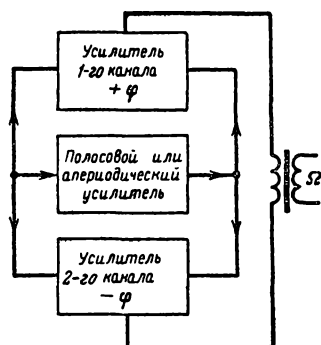 Усилитель
1-го канала
+ φ
Полосовой или
апериодический
усилитель
Ω
Усилитель
2-го канала
− φ